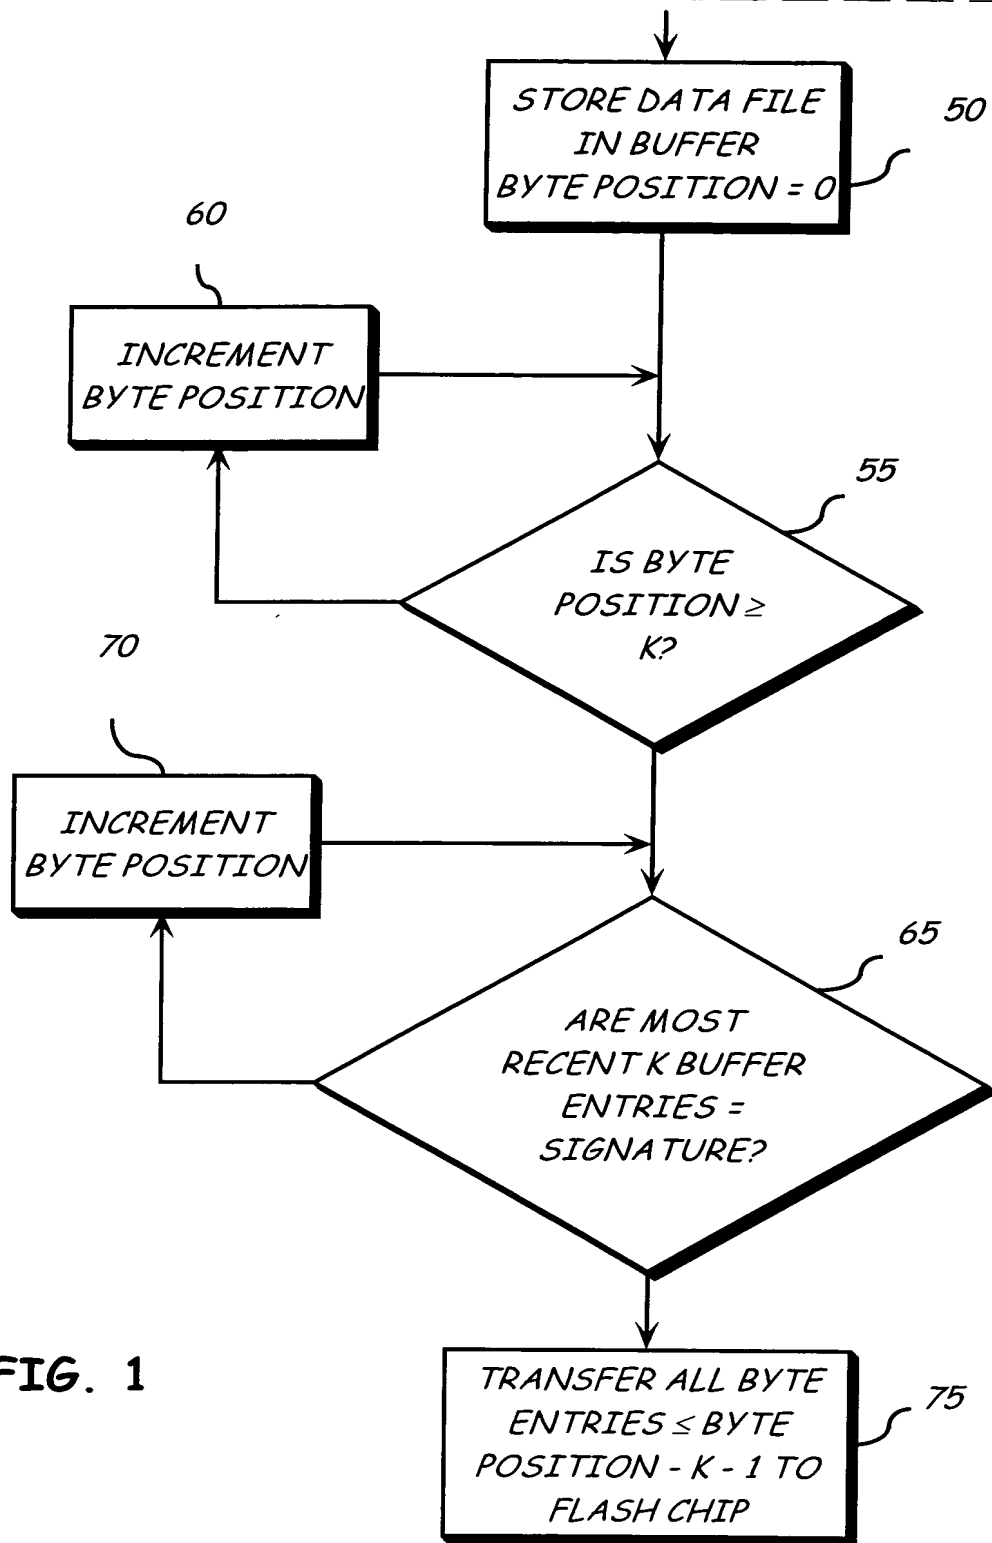 STORE DATA FILE
IN BUFFER
BYTE POSITION = 0
50
60
INCREMENT
BYTE POSITION
55
IS BYTE
POSITION ≥
K?
70
INCREMENT
BYTE POSITION
65
ARE MOST
RECENT K BUFFER
ENTRIES =
SIGNATURE?
FIG. 1
TRANSFER ALL BYTE
ENTRIES ≤ BYTE
POSITION - K - 1 TO
FLASH CHIP
75